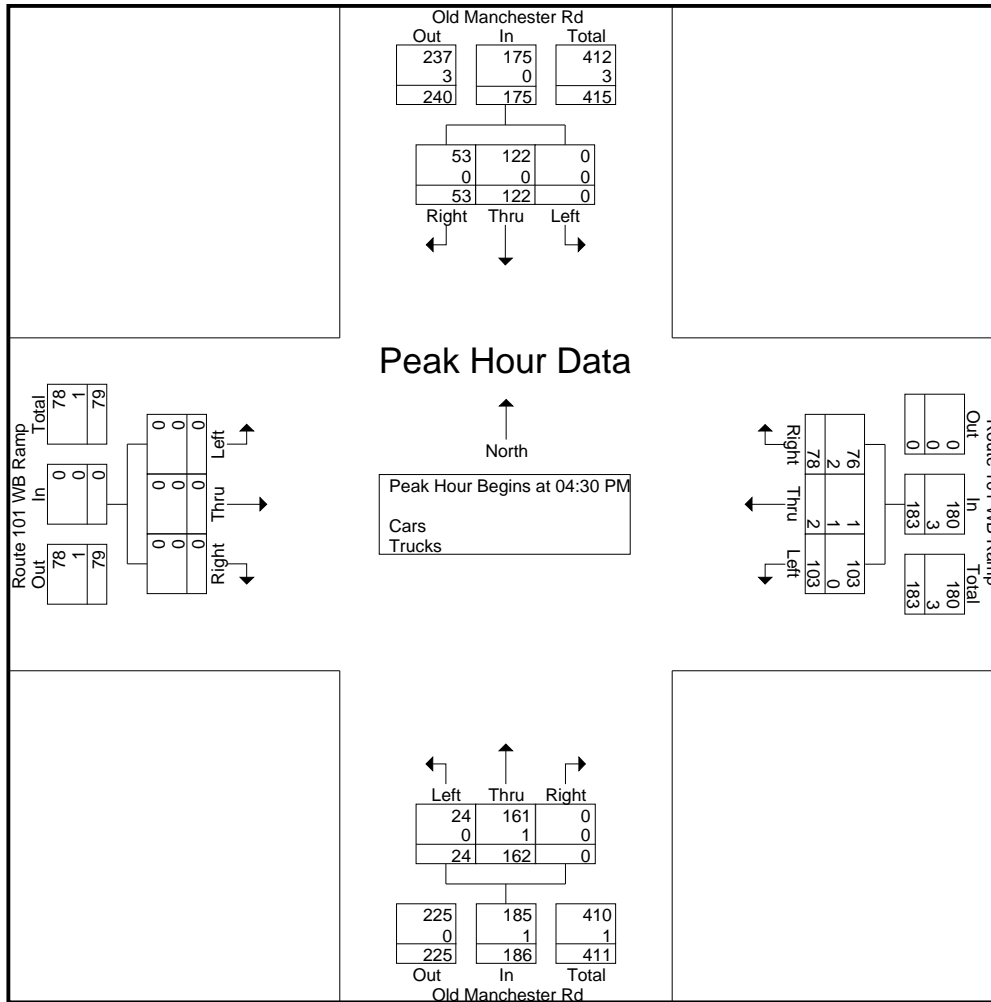 Old Manchester Rd
Out In Total
237 175 412
3 0 3
240 175 415
53 122 0
0 0 0
53 122 0
Right Thru Left
Peak Hour Data
North
Peak Hour Begins at 04:30 PM
Cars
Trucks
Route 101 WB Ramp
Total In Out
78 0 78
1 0 1
79 0 79
Left Thru Right
0 0 0
0 0 0
0 0 0
Route 101 WB Ramp
Out In Total
0 180 180
0 3 3
0 183 183
76 1 103
2 1 0
78 2 103
Right Thru Left
Left Thru Right
24 161 0
0 1 0
24 162 0
225 185 410
0 1 1
225 186 411
Out In Total
Old Manchester Rd